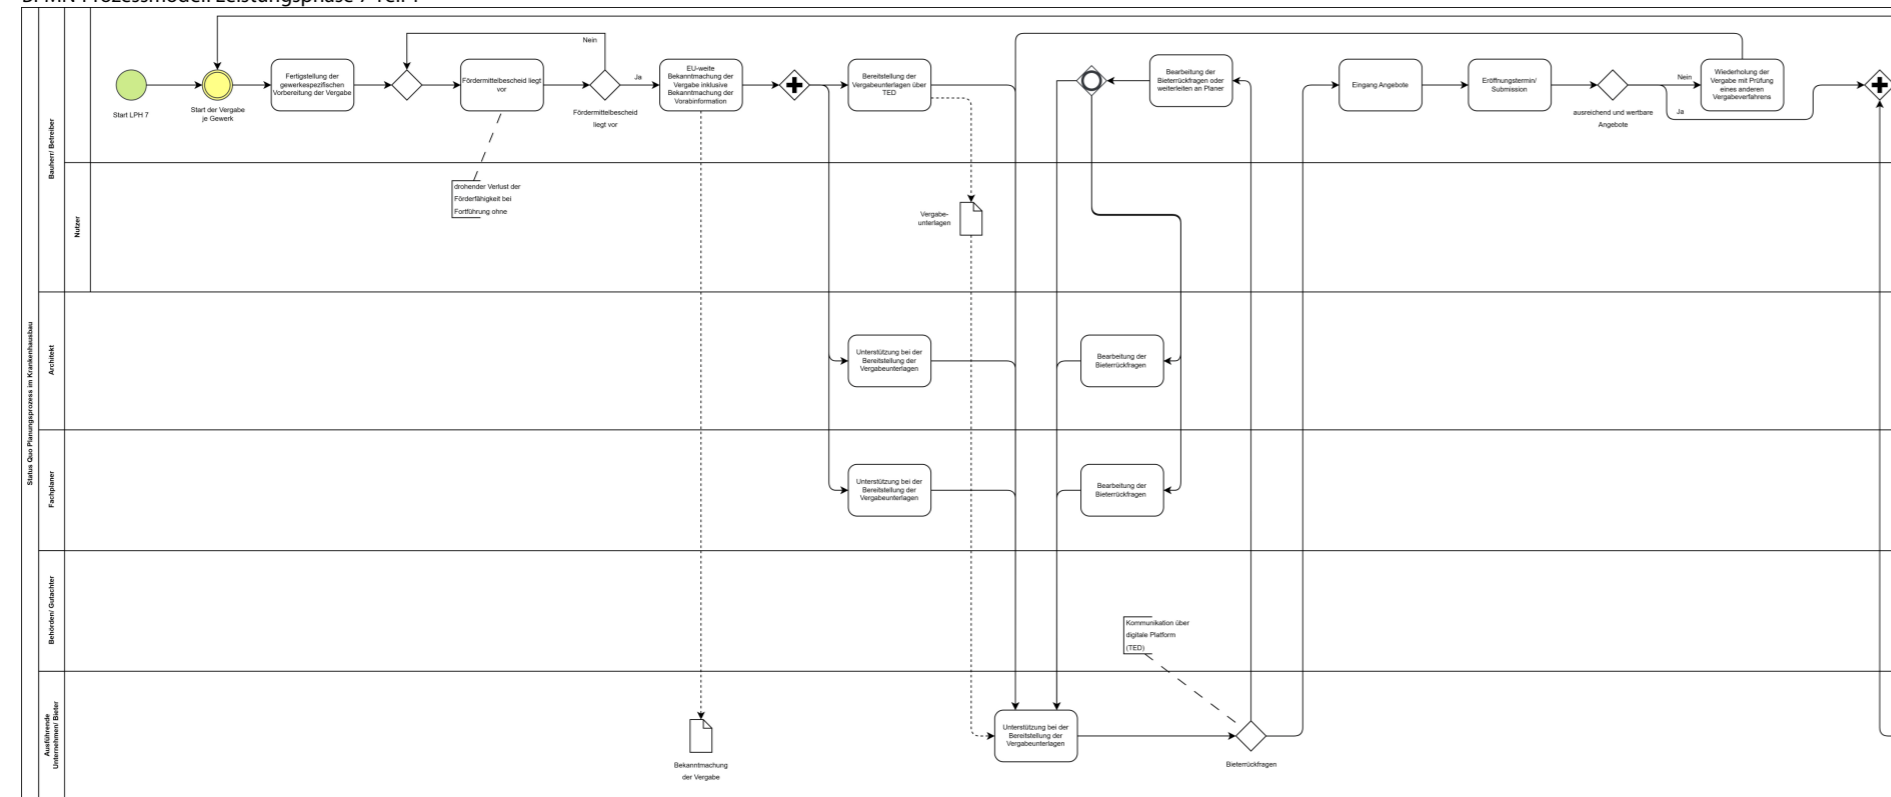 BPMN-Prozessmodell Leistungsphase 7 Teil 1
Status Quo Planungsprozess im Krankenhausbau
Bauherr/ Betreiber
Nutzer
Architekt
Fachplaner
Behörden/ Gutachter
Ausführende
Unternehmen/ Bieter
Start LPH 7
Start der Vergabe
je Gewerk
Fertigstellung der
gewerkespezifischen
Vorbereitung der Vergabe
Fördermittelbescheid liegt
vor
drohender Verlust der
Förderfähigkeit bei
Fortführung ohne
Nein
Ja
Fördermittelbescheid
liegt vor
EU-weite
Bekanntmachung der
Vergabe inklusive
Bekanntmachung der
Vorabinformation
Bekanntmachung
der Vergabe
Bereitstellung der
Vergabeunterlagen über
TED
Vergabe-
unterlagen
Unterstützung bei der
Bereitstellung der
Vergabeunterlagen
Unterstützung bei der
Bereitstellung der
Vergabeunterlagen
Unterstützung bei der
Bereitstellung der
Vergabeunterlagen
Bearbeitung der
Bieterrückfragen oder
weiterleiten an Planer
Bearbeitung der
Bieterrückfragen
Bearbeitung der
Bieterrückfragen
Kommunikation über
digitale Platform
(TED)
Bieterrückfragen
Eingang Angebote
Eröffnungstermin/
Submission
ausreichend und wertbare
Angebote
Nein
Ja
Wiederholung der
Vergabe mit Prüfung
eines anderen
Vergabeverfahrens